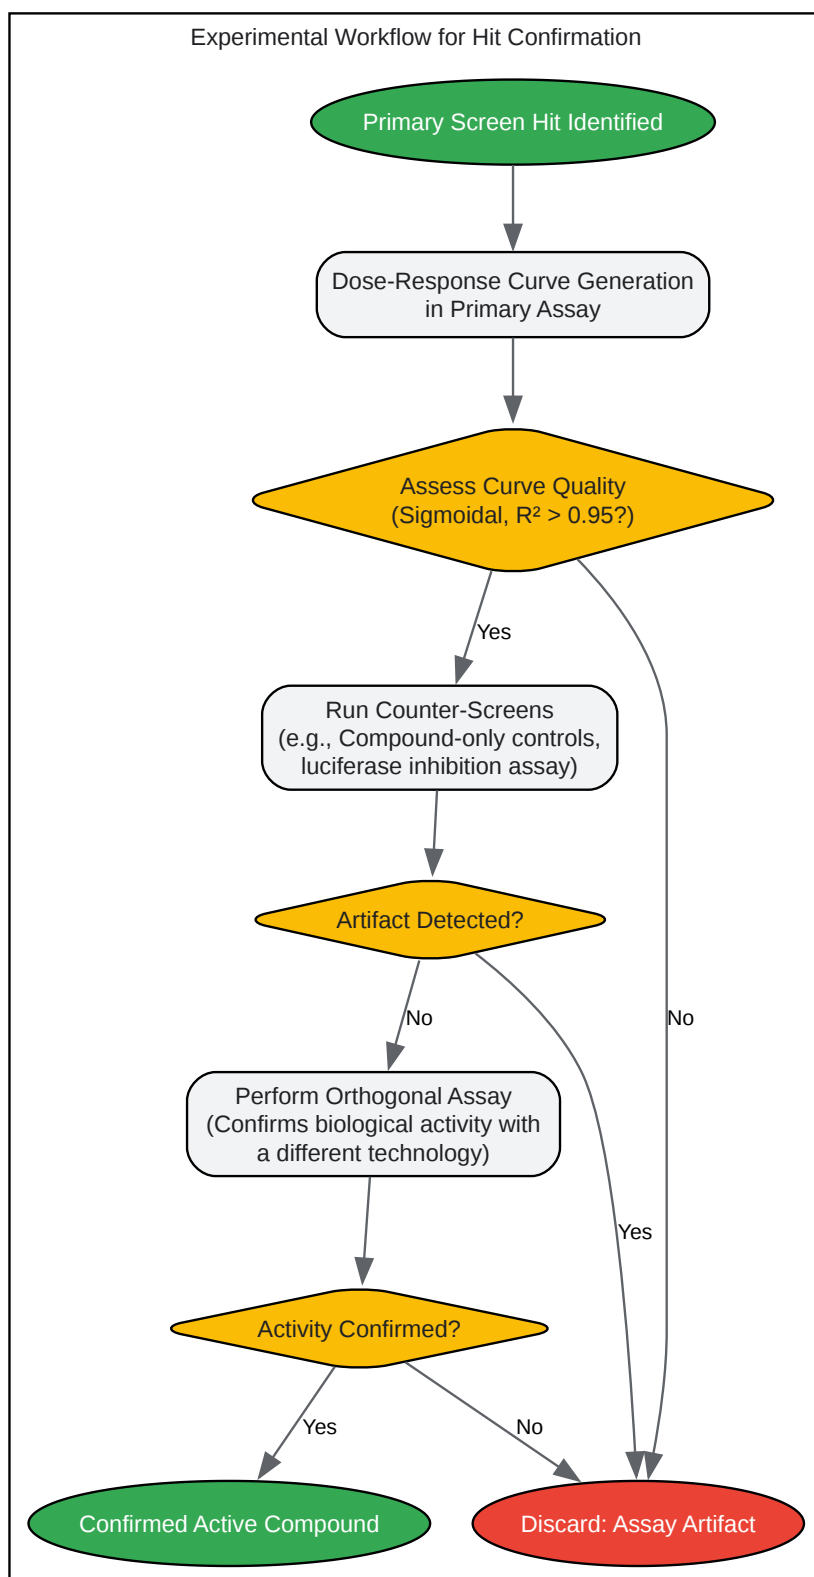 Experimental Workflow for Hit Confirmation
Primary Screen Hit Identified
Dose-Response Curve Generation
in Primary Assay
Assess Curve Quality
(Sigmoidal, R² > 0.95?)
Yes
Run Counter-Screens
(e.g., Compound-only controls,
luciferase inhibition assay)
Artifact Detected?
No
No
Perform Orthogonal Assay
(Confirms biological activity with
a different technology)
Yes
Activity Confirmed?
Yes
No
Confirmed Active Compound
Discard: Assay Artifact